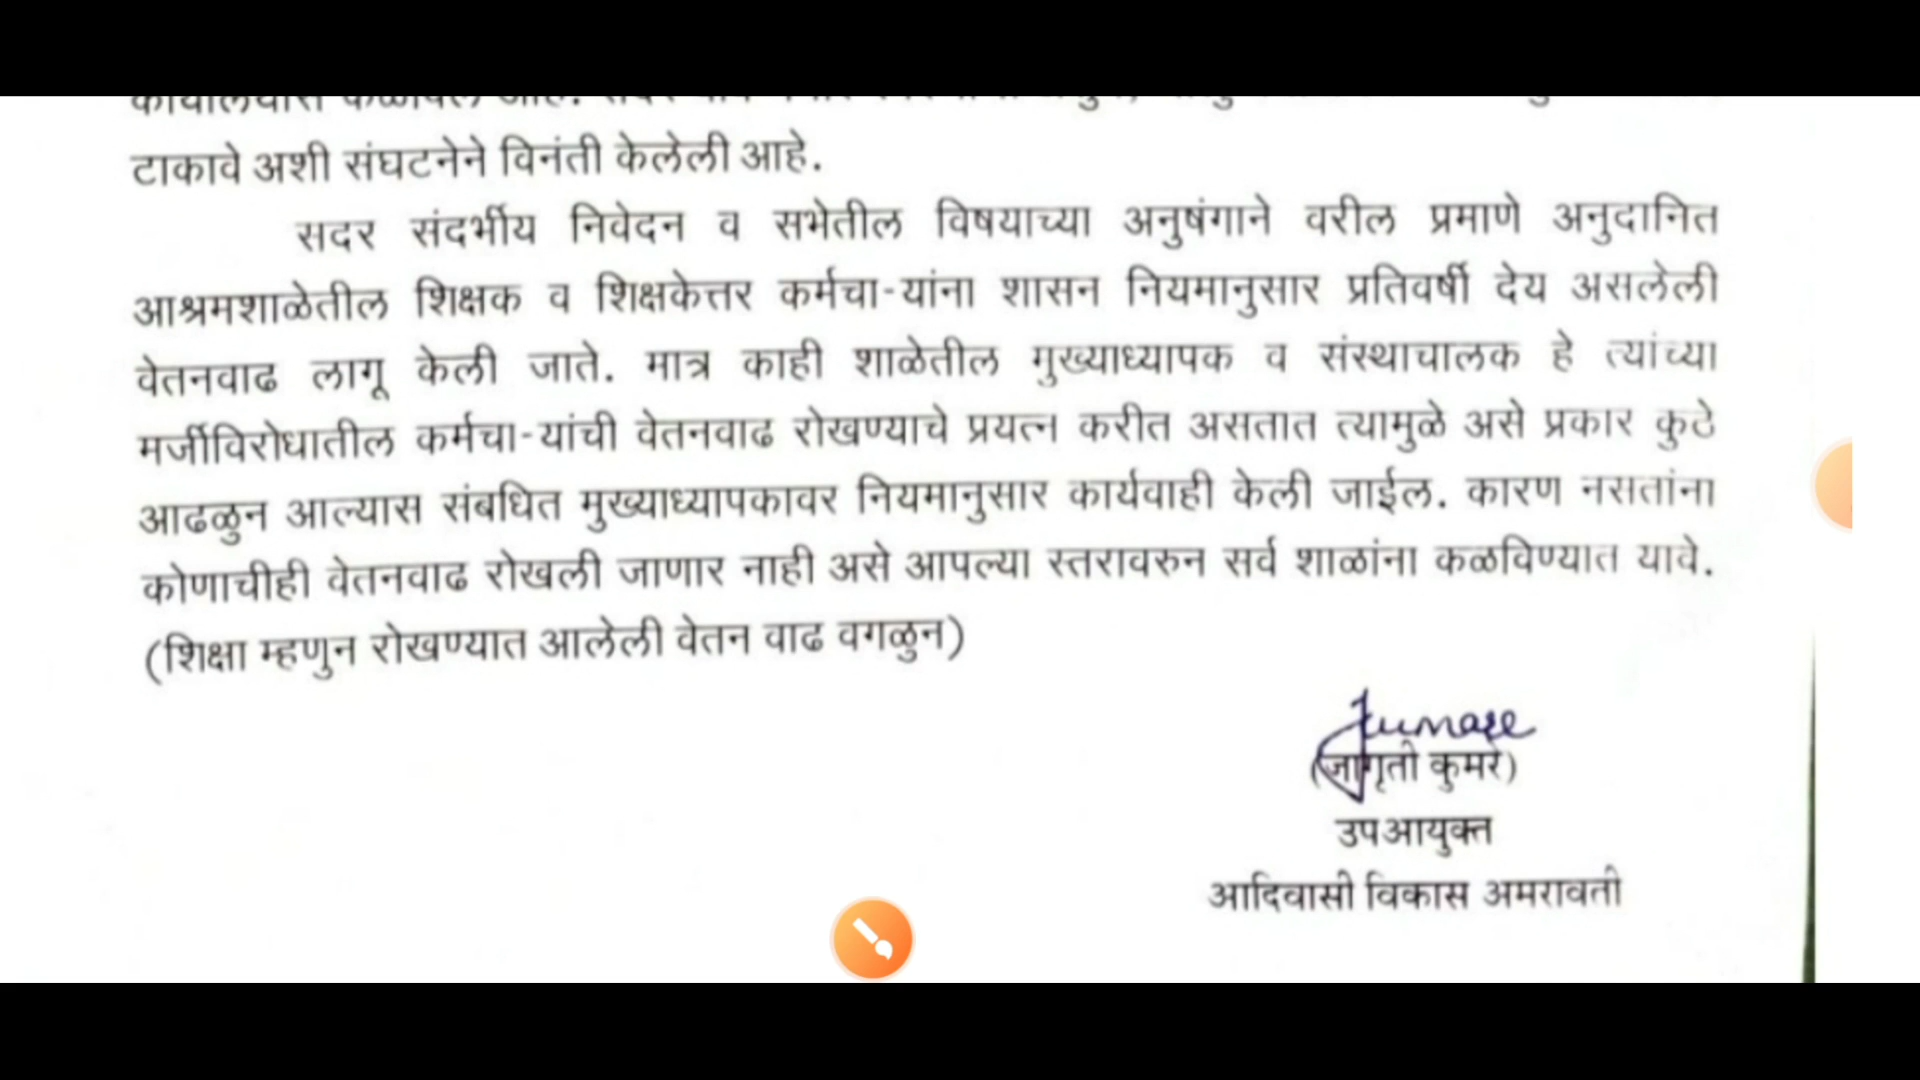 टाकावे अशी संघटनेने विनंती केलेली आहे.
सदर संदर्भीय निवेदन व सभेतील विषयाच्या अनुषंगाने वरील प्रमाणे अनुदानित
आश्रमशाळेतील शिक्षक व शिक्षकेत्तर कर्मचा-यांना शासन नियमानुसार प्रतिवर्षी देय असलेली
वेतनवाढ लागू केली जाते. मात्र काही शाळेतील मुख्याध्यापक व संस्थाचालक हे त्यांच्या
मर्जीविरोधातील कर्मचा-यांची वेतनवाढ रोखण्याचे प्रयत्न करीत असतात त्यामुळे असे प्रकार कुठे
आढळुन आल्यास संबधित मुख्याध्यापकावर नियमानुसार कार्यवाही केली जाईल. कारण नसतांना
कोणाचीही वेतनवाढ रोखली जाणार नाही असे आपल्या स्तरावरुन सर्व शाळांना कळविण्यात यावे.
(शिक्षा म्हणुन रोखण्यात आलेली वेतन वाढ वगळुन)
(जागृती कुमरे)
उपआयुक्त
आदिवासी विकास अमरावती